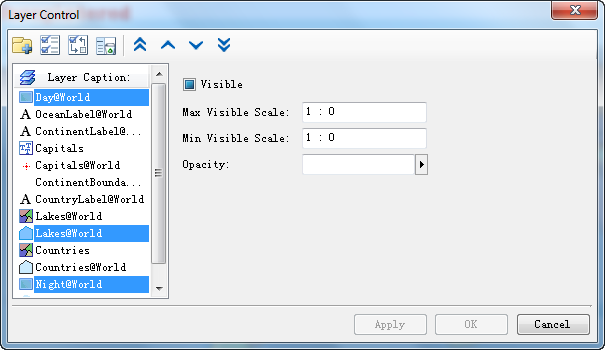 Layer Control
Layer Caption:
Day@World
OceanLabel@World
ContinentLabel@...
Capitals
Capitals@World
ContinentBounda...
CountryLabel@World
Lakes@World
Lakes@World
Countries
Countries@World
Night@World
Visible
Max Visible Scale: 1 : 0
Min Visible Scale: 1 : 0
Opacity:
Apply OK Cancel